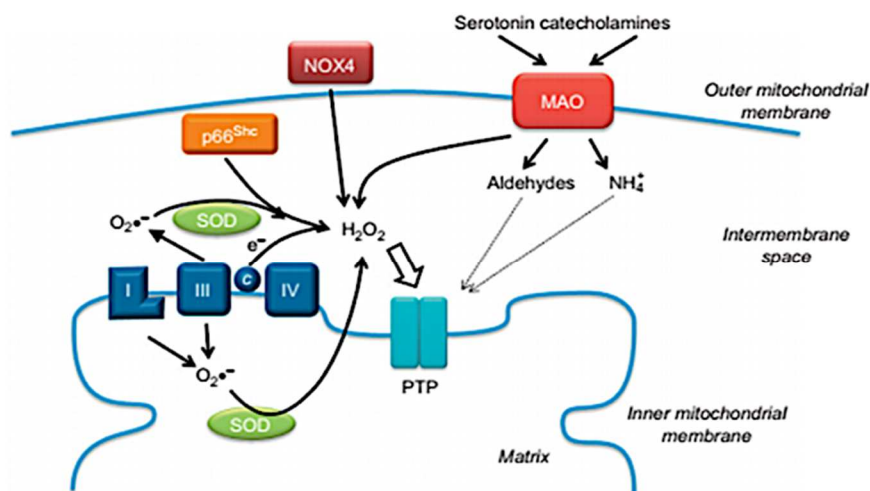 Serotonin catecholamines
NOX4
MAO
Outer mitochondrial
membrane
p66Shc
Aldehydes
NH4+
O2•−
SOD
H2O2
e−
Intermembrane
space
I
III
c
IV
O2•−
PTP
SOD
Inner mitochondrial
membrane
Matrix